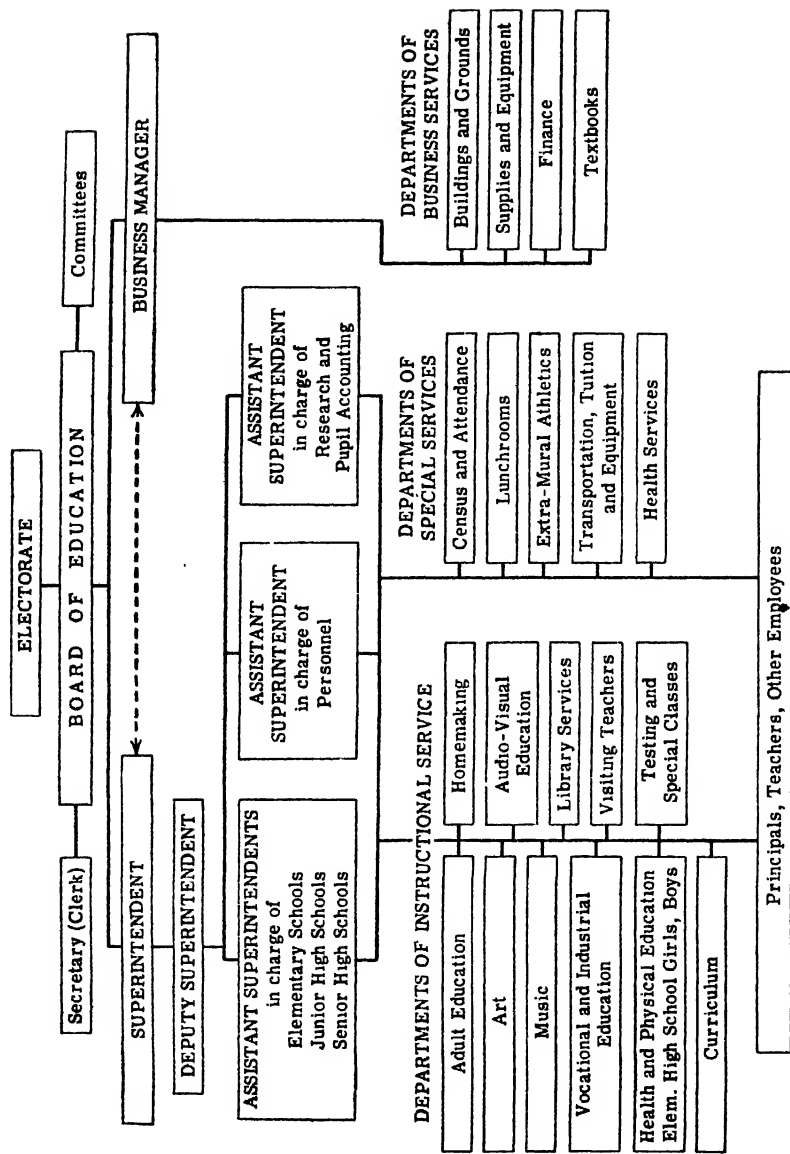 ELECTORATE
Secretary (Clerk)
BOARD OF EDUCATION
Committees
SUPERINTENDENT
BUSINESS MANAGER
DEPUTY SUPERINTENDENT
ASSISTANT SUPERINTENDENTS
in charge of
Elementary Schools
Junior High Schools
Senior High Schools
ASSISTANT
SUPERINTENDENT
in charge of
Personnel
ASSISTANT
SUPERINTENDENT
in charge of
Research and
Pupil Accounting
DEPARTMENTS OF INSTRUCTIONAL SERVICE
Adult Education
Homemaking
Art
Audio-Visual
Education
Music
Library Services
Vocational and Industrial
Education
Visiting Teachers
Health and Physical Education
Elem. High School Girls, Boys
Testing and
Special Classes
Curriculum
DEPARTMENTS OF
SPECIAL SERVICES
Census and Attendance
Lunchrooms
Extra-Mural Athletics
Transportation, Tuition
and Equipment
Health Services
DEPARTMENTS OF
BUSINESS SERVICES
Buildings and Grounds
Supplies and Equipment
Finance
Textbooks
Principals, Teachers, Other Employees